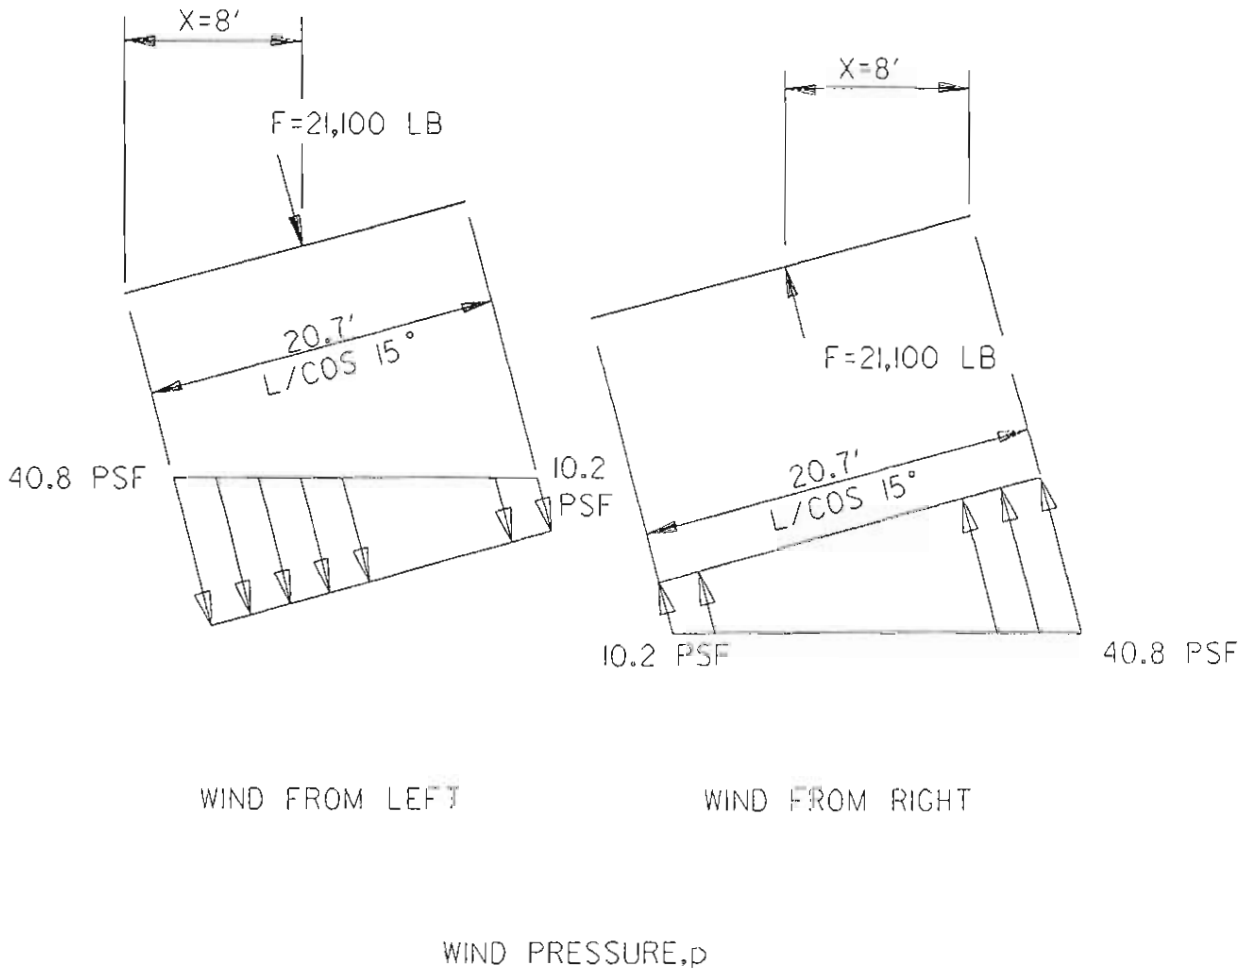 X=8'
F=21,100 LB
20.7'
L/COS 15°
40.8 PSF
10.2
PSF
WIND FROM LEFT
X=8'
F=21,100 LB
20.7'
L/COS 15°
10.2 PSF
40.8 PSF
WIND FROM RIGHT
WIND PRESSURE,p